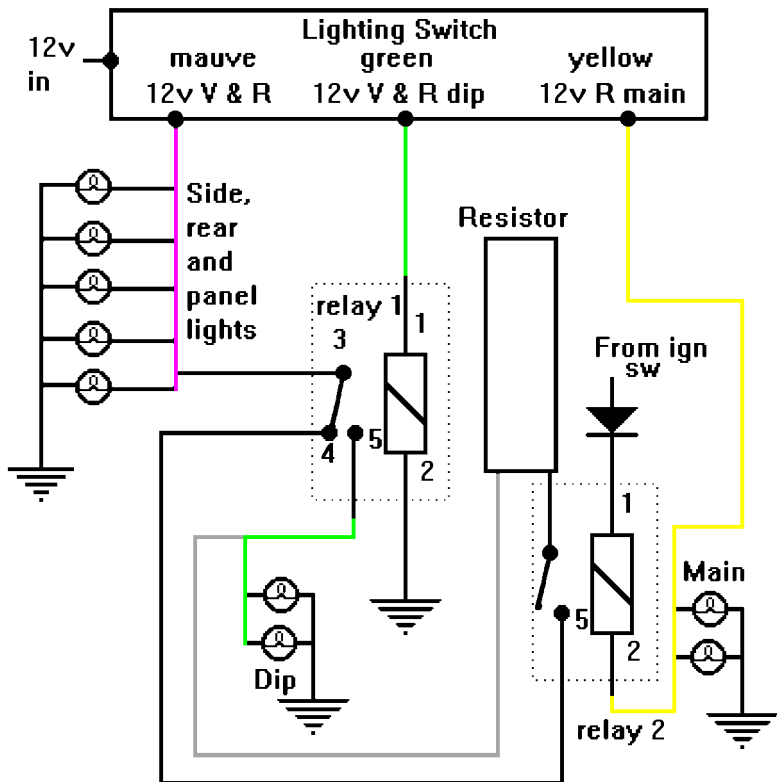 Lighting Switch
12v
in
mauve
green
yellow
12v V & R
12v V & R dip
12v R main
Side,
rear
and
panel
lights
Resistor
relay 1
1
3
4
5
2
From ign
sw
1
5
2
Main
Dip
relay 2